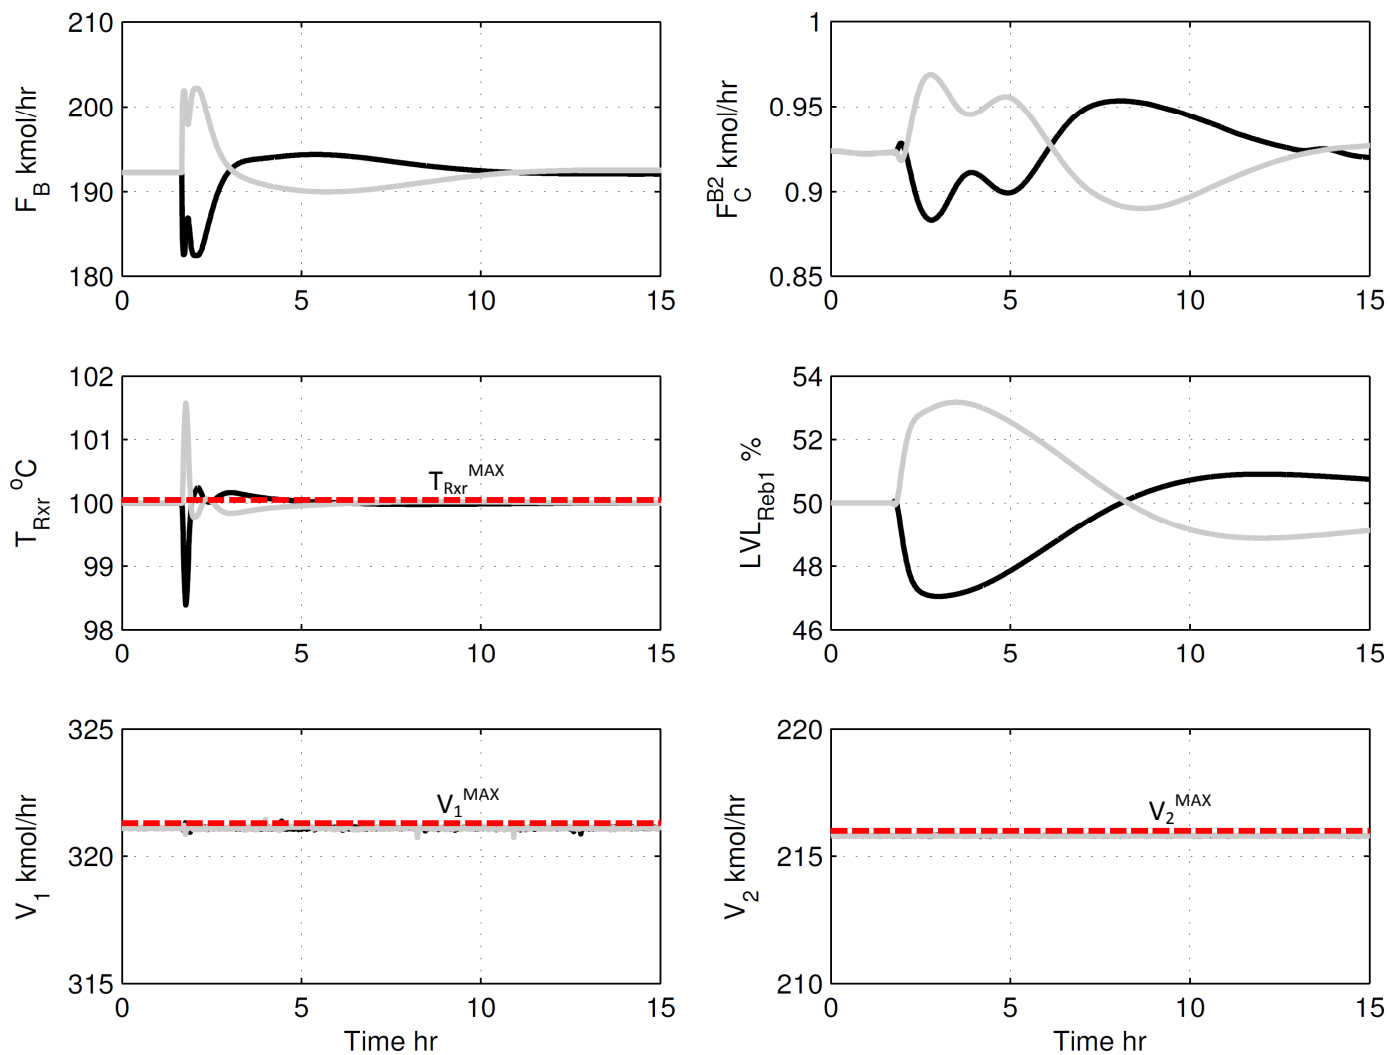 210
200
190
180
F_B kmol/hr
0 5 10 15
1
0.95
0.9
0.85
F_C^B2 kmol/hr
0 5 10 15
102
101
100
99
98
T_Rxr °C
T_Rxr^MAX
0 5 10 15
54
52
50
48
46
LVL_Reb1 %
0 5 10 15
325
320
315
V_1 kmol/hr
V_1^MAX
0 5 10 15
Time hr
220
215
210
V_2 kmol/hr
V_2^MAX
0 5 10 15
Time hr